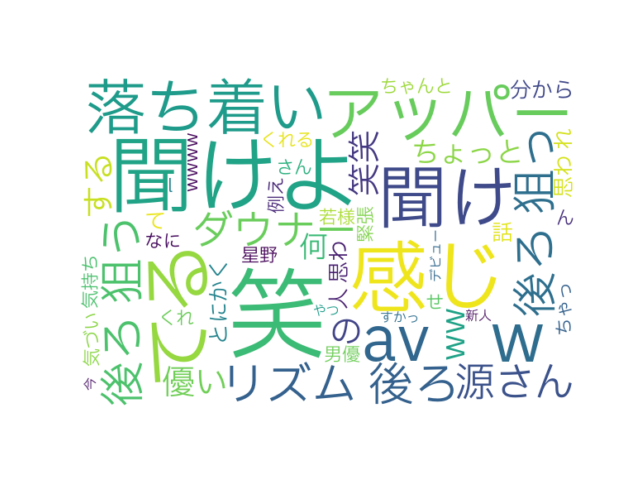 落ち着い
アッパー
ちゃんと
分から
聞けよ
聞け
くれる
さん
笑笑
ちょっと
wwwww
し
する
例え
若様
緊張
思われ
ん
後ろ狙っ
後ろ狙う
て
なに
ダウナー
何
星野
思わ
人
の
感じ
話
デビュー
てる
笑
とにかく
くれ
やっ
気持ち
気づい
今
男優
av
すかっ
せ
ww
w
新人
ちゃっ
優い
リズム
後ろ
源さん